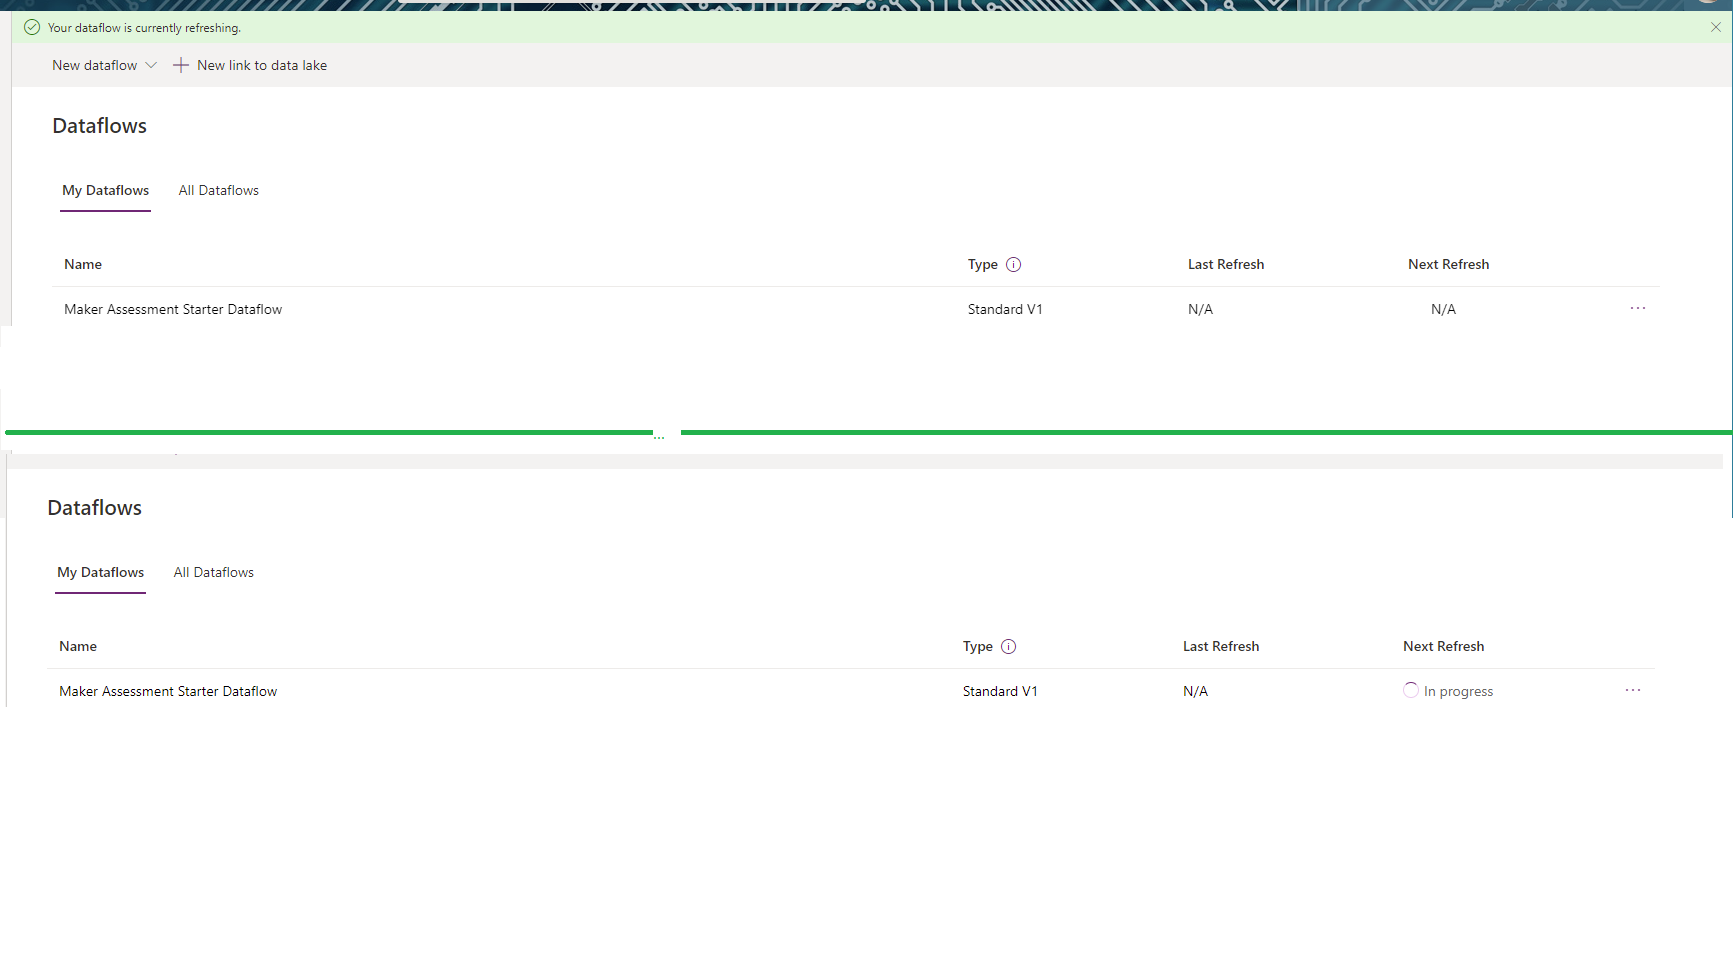 Your dataflow is currently refreshing.
New dataflow New link to data lake
Dataflows
My Dataflows All Dataflows
Name Type Last Refresh Next Refresh
Maker Assessment Starter Dataflow Standard V1 N/A N/A ...
...
Dataflows
My Dataflows All Dataflows
Name Type Last Refresh Next Refresh
Maker Assessment Starter Dataflow Standard V1 N/A In progress ...